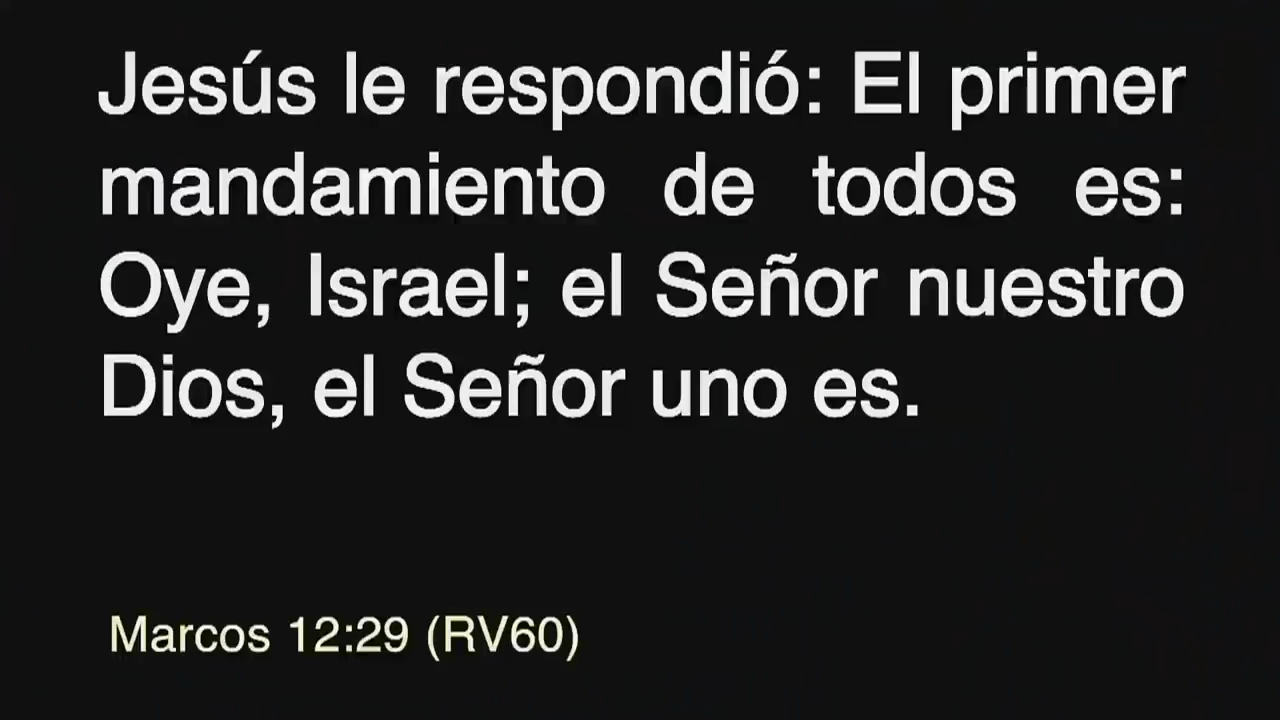 Jesús le respondió: El primer
mandamiento de todos es:
Oye, Israel; el Señor nuestro
Dios, el Señor uno es.
Marcos 12:29 (RV60)